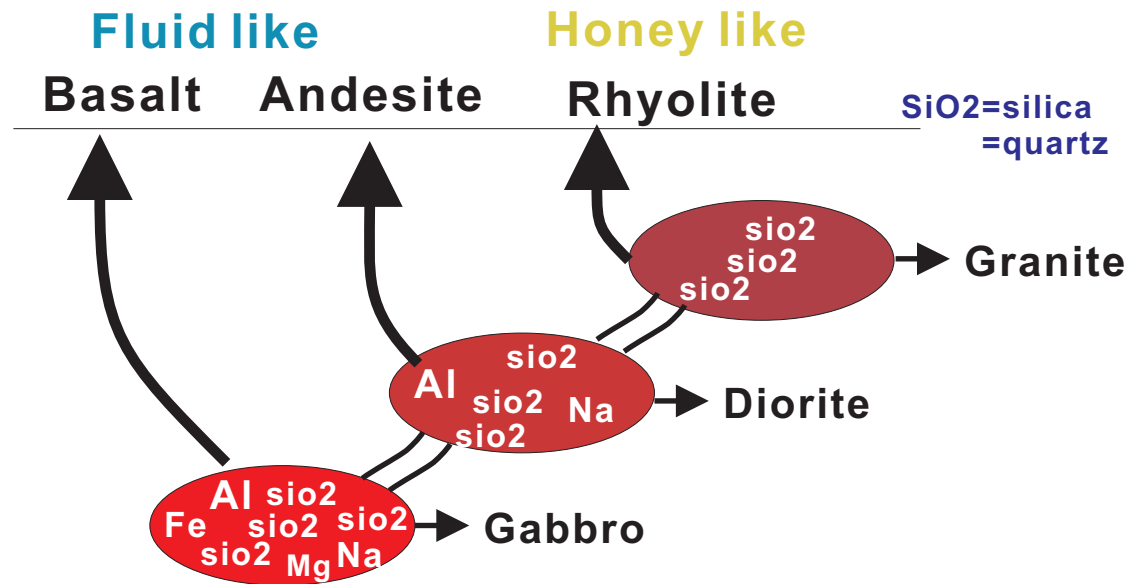 Fluid like
Honey like
Basalt
Andesite
Rhyolite
SiO2=silica
=quartz
sio2
sio2
sio2
Granite
sio2
Al
sio2
Na
sio2
Diorite
Al
sio2
Fe
sio2
sio2
sio2
Mg
Na
Gabbro